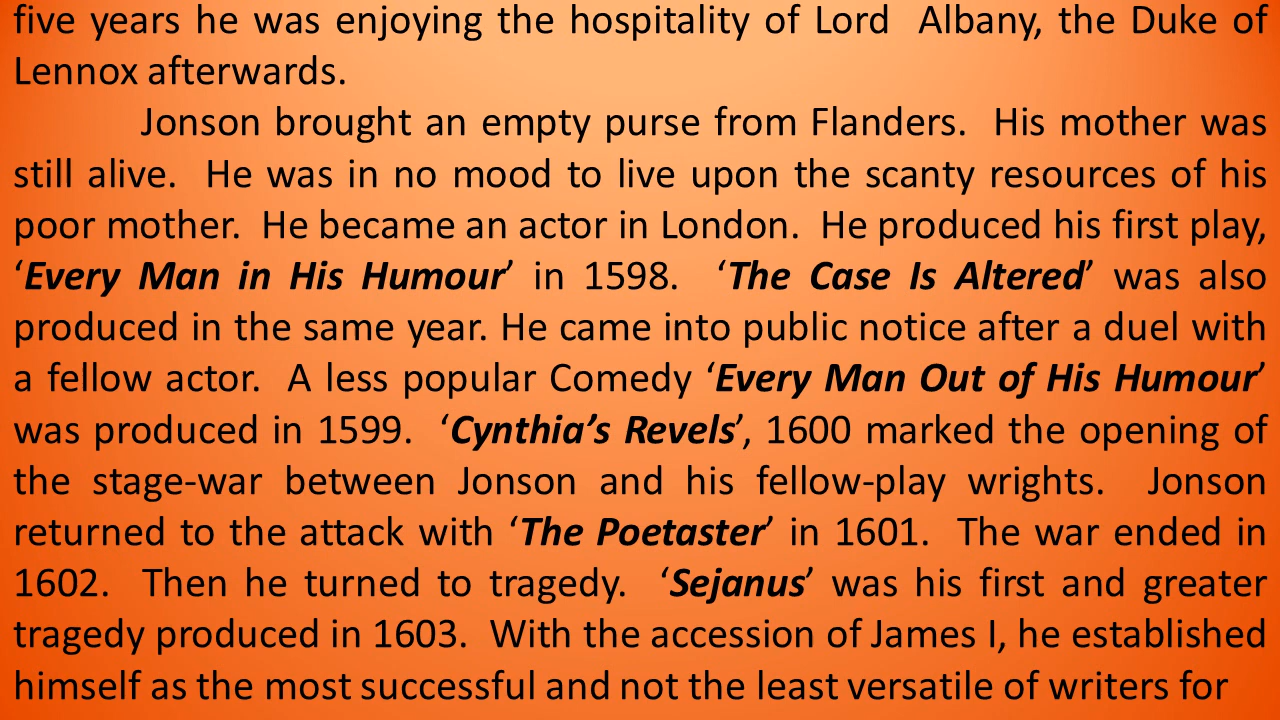 five years he was enjoying the hospitality of Lord Albany, the Duke of
Lennox afterwards.
Jonson brought an empty purse from Flanders. His mother was
still alive. He was in no mood to live upon the scanty resources of his
poor mother. He became an actor in London. He produced his first play,
‘Every Man in His Humour’ in 1598. ‘The Case Is Altered’ was also
produced in the same year. He came into public notice after a duel with
a fellow actor. A less popular Comedy ‘Every Man Out of His Humour’
was produced in 1599. ‘Cynthia’s Revels’, 1600 marked the opening of
the stage-war between Jonson and his fellow-play wrights. Jonson
returned to the attack with ‘The Poetaster’ in 1601. The war ended in
1602. Then he turned to tragedy. ‘Sejanus’ was his first and greater
tragedy produced in 1603. With the accession of James I, he established
himself as the most successful and not the least versatile of writers for